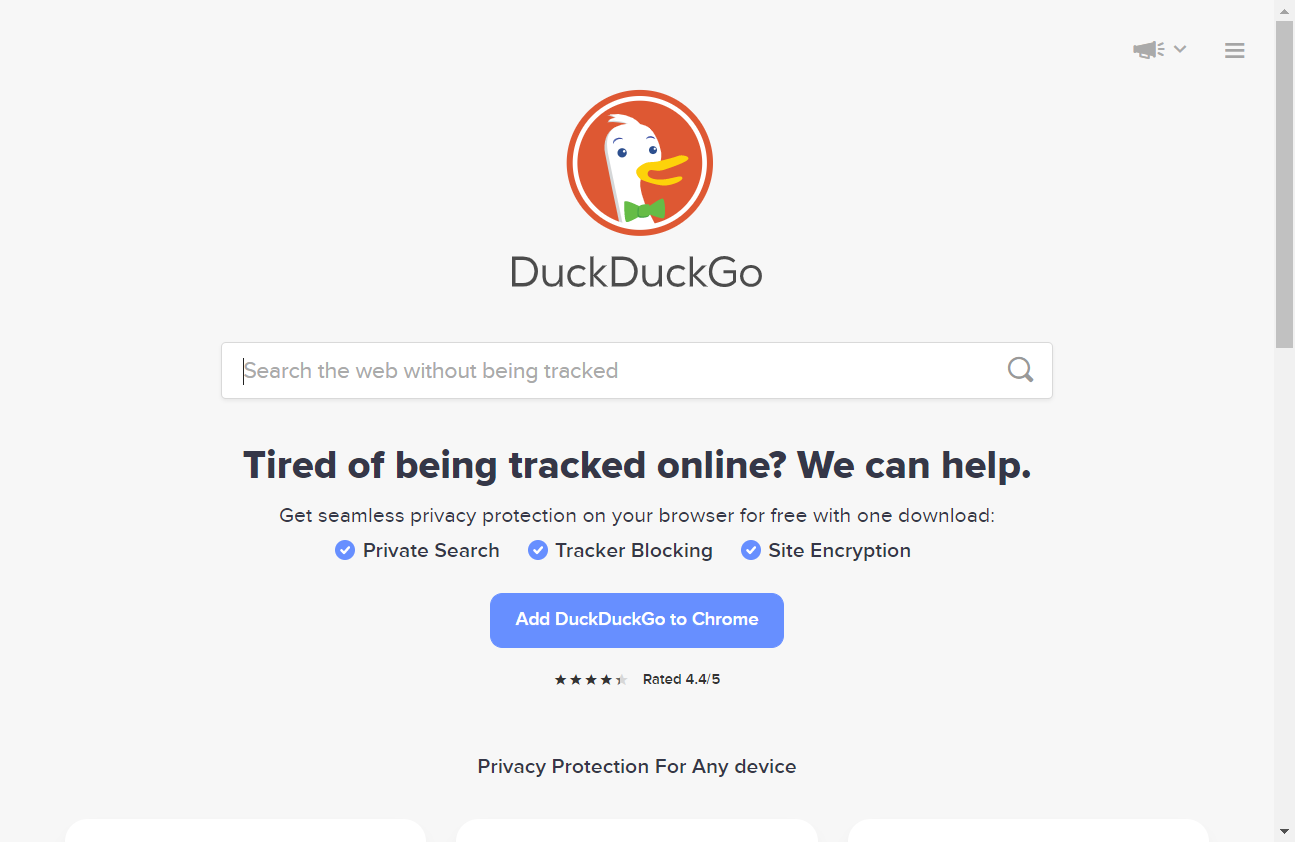 DuckDuckGo
Search the web without being tracked
Tired of being tracked online? We can help.
Get seamless privacy protection on your browser for free with one download:
Private Search Tracker Blocking Site Encryption
Add DuckDuckGo to Chrome
Rated 4.4/5
Privacy Protection For Any device